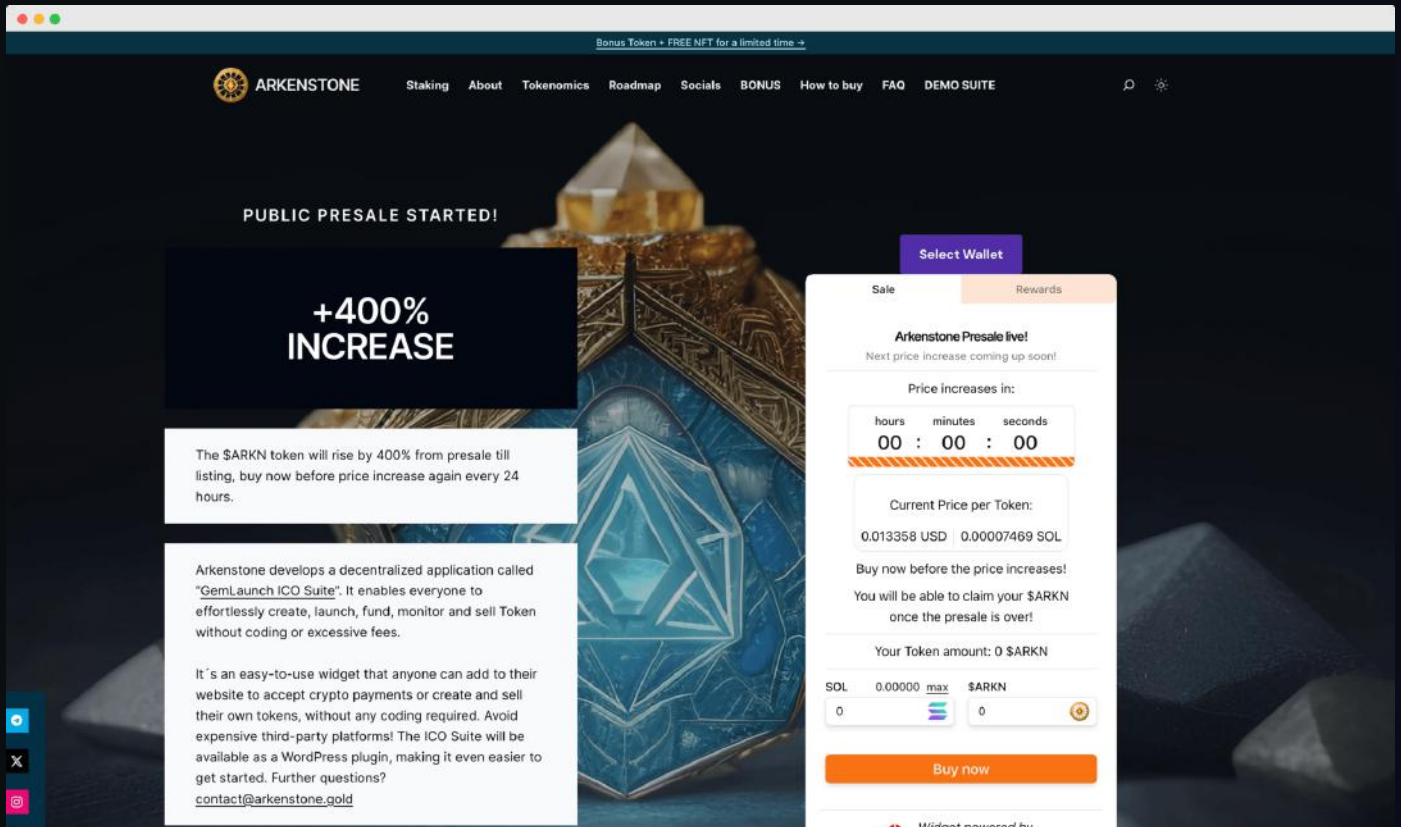 Bonus Token + FREE NFT for a limited time →
ARKENSTONE
Staking About Tokenomics Roadmap Socials BONUS How to buy FAQ DEMO SUITE
PUBLIC PRESALE STARTED!
+400%
INCREASE
The $ARKN token will rise by 400% from presale till
listing, buy now before price increase again every 24
hours.
Arkenstone develops a decentralized application called
"GemLaunch ICO Suite". It enables everyone to
effortlessly create, launch, fund, monitor and sell Token
without coding or excessive fees.
It´s an easy-to-use widget that anyone can add to their
website to accept crypto payments or create and sell
their own tokens, without any coding required. Avoid
expensive third-party platforms! The ICO Suite will be
available as a WordPress plugin, making it even easier to
get started. Further questions?
contact@arkenstone.gold
Select Wallet
Sale Rewards
Arkenstone Presale live!
Next price increase coming up soon!
Price increases in:
hours minutes seconds
00 : 00 : 00
Current Price per Token:
0.013358 USD 0.00007469 SOL
Buy now before the price increases!
You will be able to claim your $ARKN
once the presale is over!
Your Token amount: 0 $ARKN
SOL 0.00000 max $ARKN
0 0
Buy now
Widget powered by